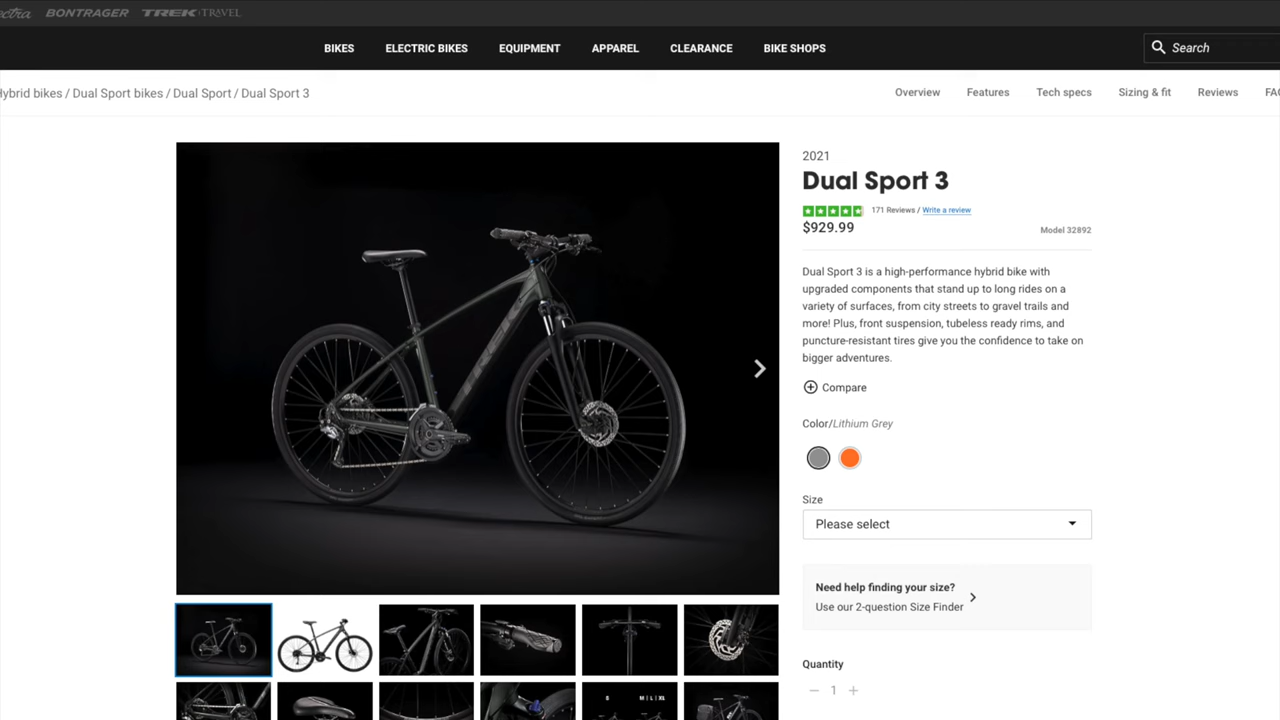 BONTRAGER TREK TRAVEL
BIKES ELECTRIC BIKES EQUIPMENT APPAREL CLEARANCE BIKE SHOPS Search
Hybrid bikes / Dual Sport bikes / Dual Sport / Dual Sport 3 Overview Features Tech specs Sizing & fit Reviews
2021
Dual Sport 3
171 Reviews / Write a review
$929.99
Model 32892
Dual Sport 3 is a high-performance hybrid bike with
upgraded components that stand up to long rides on a
variety of surfaces, from city streets to gravel trails and
more! Plus, front suspension, tubeless ready rims, and
puncture-resistant tires give you the confidence to take on
bigger adventures.
Compare
Color/Lithium Grey
Size
Please select
Need help finding your size?
Use our 2-question Size Finder
Quantity
1
TREK
S M | L | XL